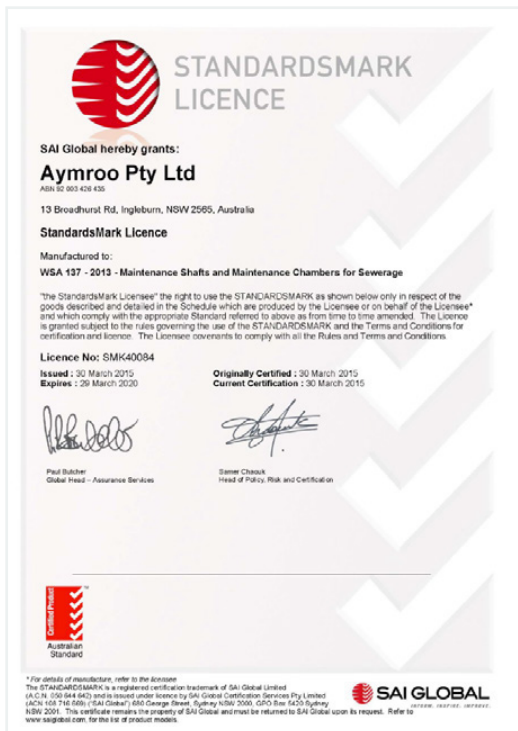 STANDARDSMARK
LICENCE
SAI Global hereby grants:
Aymroo Pty Ltd
ABN 92 003 426 435
13 Broadhurst Rd, Ingleburn, NSW 2565, Australia
StandardsMark Licence
Manufactured to:
WSA 137 - 2013 - Maintenance Shafts and Maintenance Chambers for Sewerage
"the StandardsMark Licensee" the right to use the STANDARDSMARK as shown below only in respect of the
goods described and detailed in the Schedule which are produced by the Licensee or on behalf of the Licensee*
and which comply with the appropriate Standard referred to above as from time to time amended. The Licence
is granted subject to the rules governing the use of the STANDARDSMARK and the Terms and Conditions for
certification and licence. The Licensee covenants to comply with all the Rules and Terms and Conditions.
Licence No: SMK40084
Issued : 30 March 2015 Originally Certified : 30 March 2015
Expires : 29 March 2020 Current Certification : 30 March 2015
Paul Butcher Samer Chaouk
Global Head – Assurance Services Head of Policy, Risk and Certification
Certified Product
TM
Australian
Standard
* For details of manufacture, refer to the licensee
The STANDARDSMARK is a registered certification trademark of SAI Global Limited
(A.C.N. 050 644 642) and is issued under licence by SAI Global Certification Services Pty Limited
(ACN 108 716 669) ("SAI Global") 680 George Street, Sydney NSW 2000, GPO Box 5420 Sydney
NSW 2001. This certificate remains the property of SAI Global and must be returned to SAI Global upon its request. Refer to
www.saiglobal.com, for the list of product models.
SAI GLOBAL
INFORM. INSPIRE. IMPROVE.